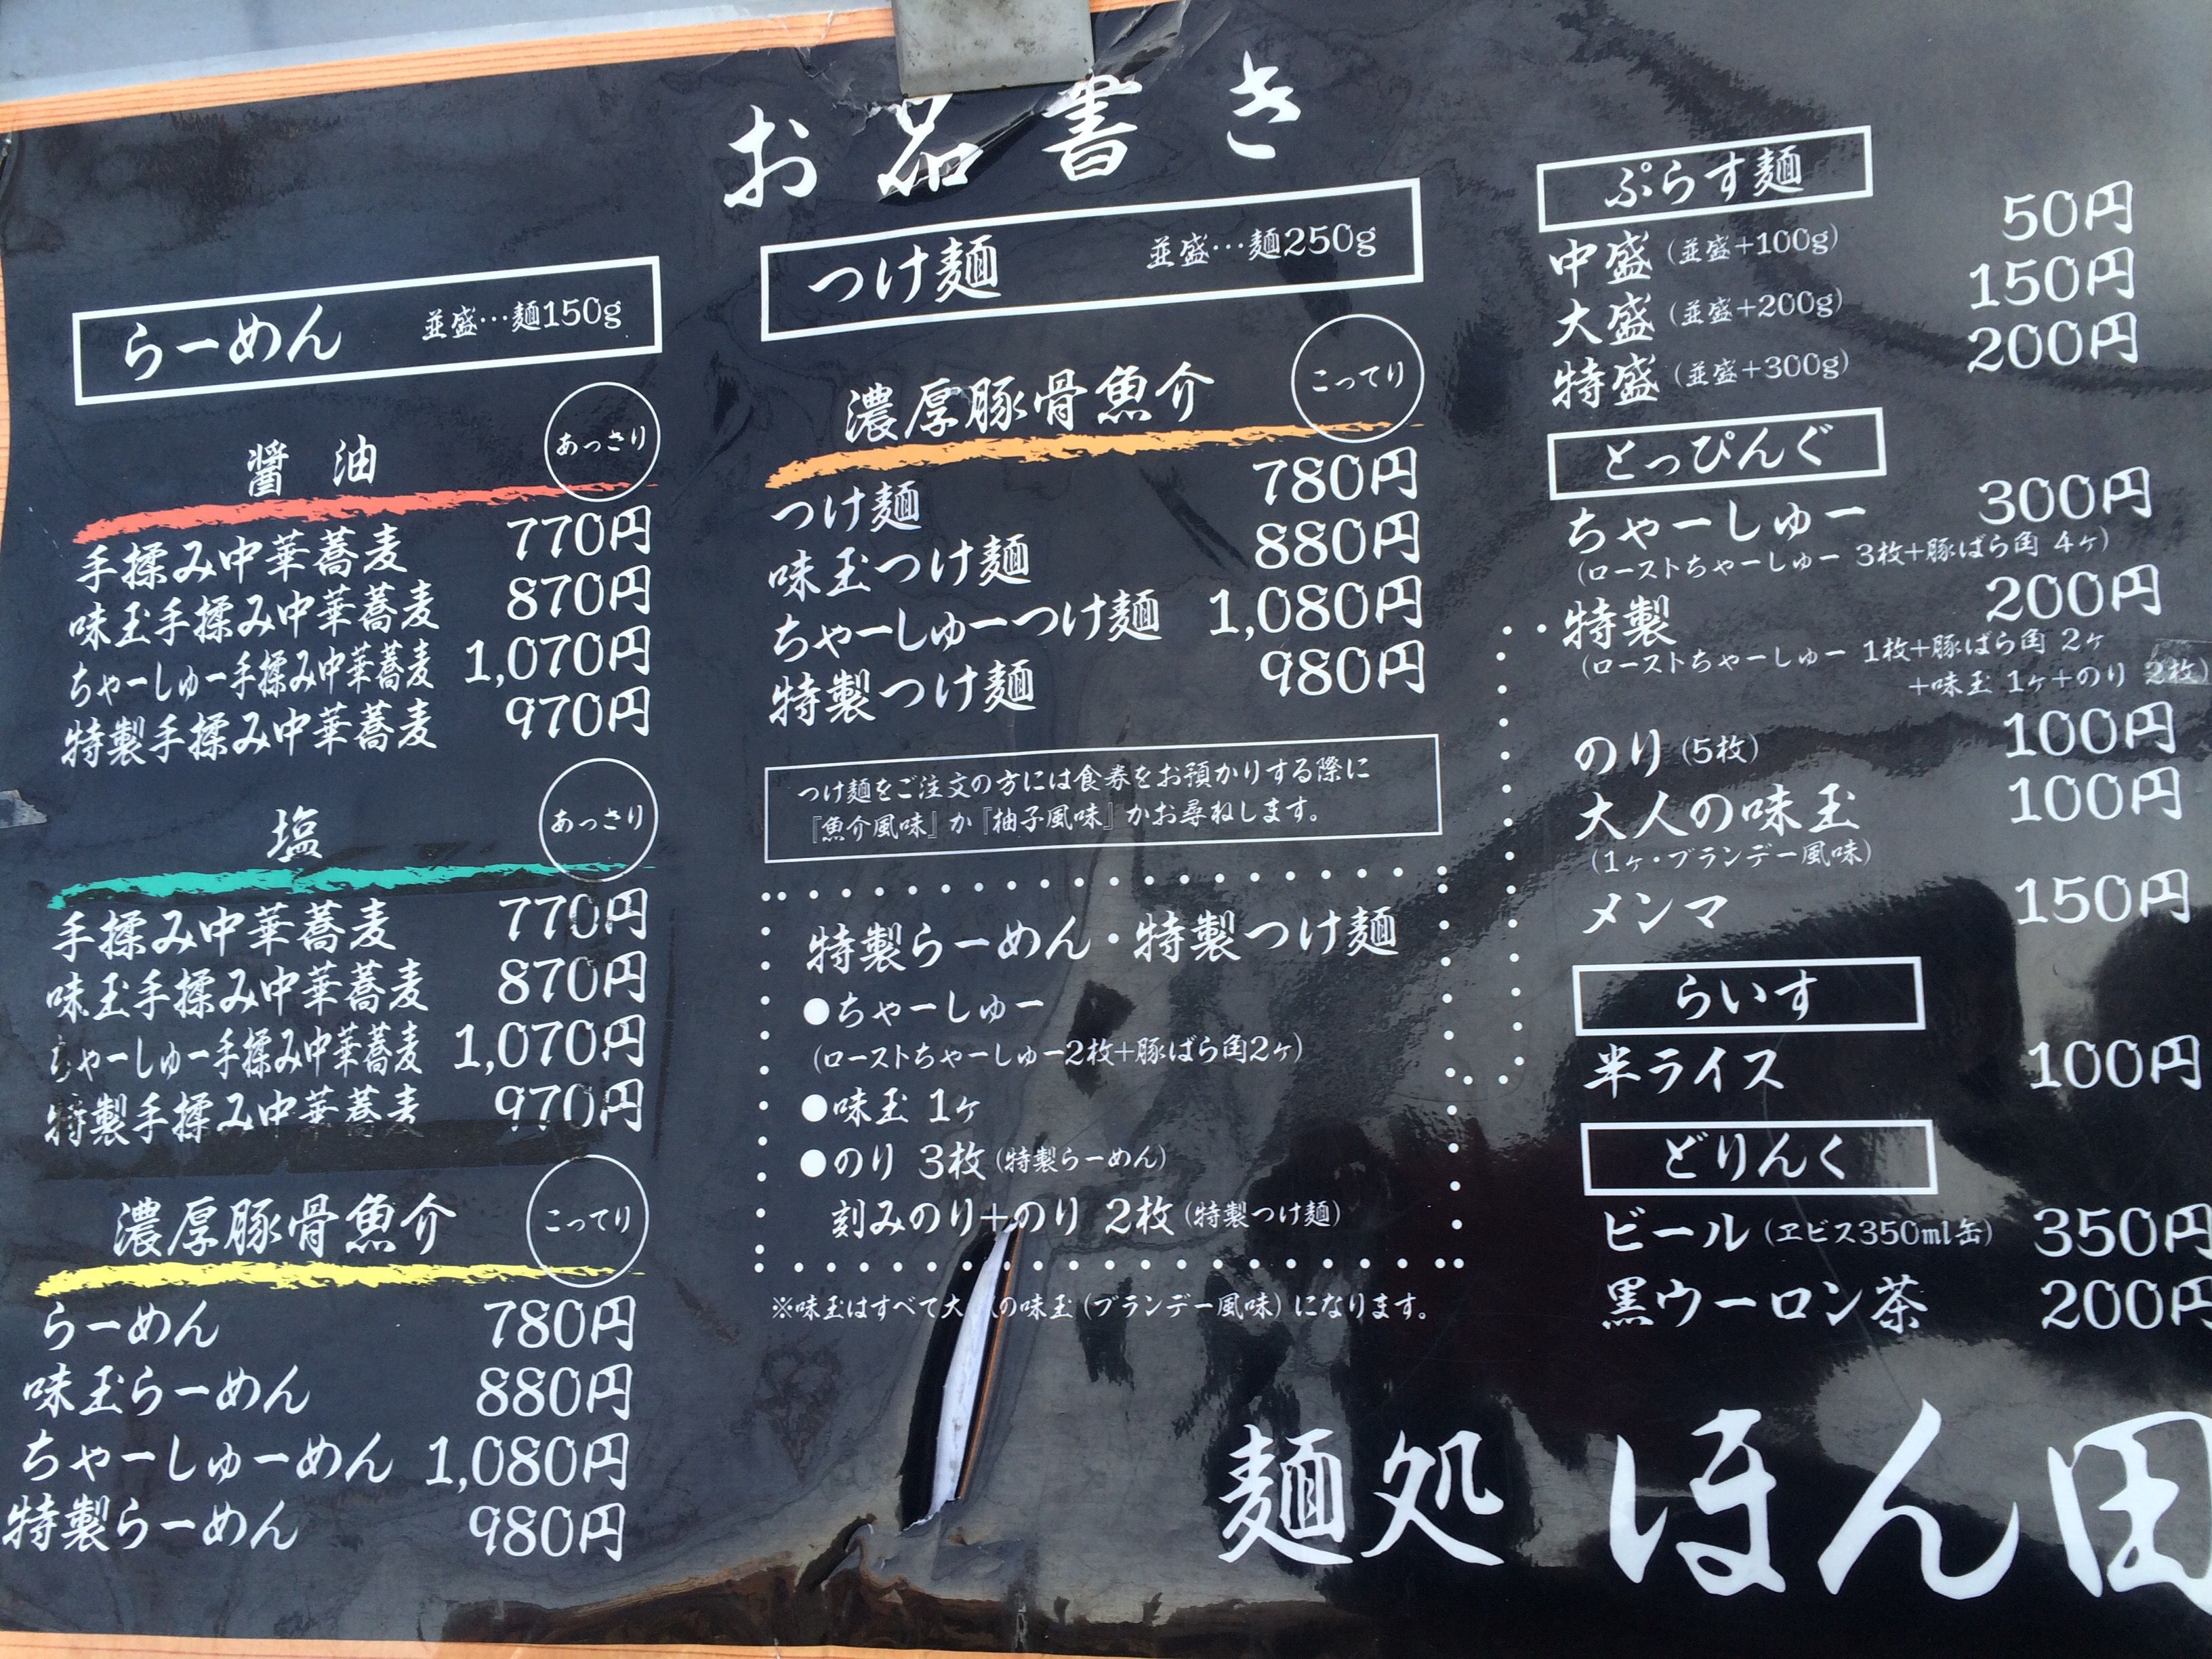 お品書き
らーめん 並盛…麺150g
醤油 あっさり
手揉み中華蕎麦 770円
味玉手揉み中華蕎麦 870円
ちゃーしゅー手揉み中華蕎麦 1,070円
特製手揉み中華蕎麦 970円
塩 あっさり
手揉み中華蕎麦 770円
味玉手揉み中華蕎麦 870円
ちゃーしゅー手揉み中華蕎麦 1,070円
特製手揉み中華蕎麦 970円
濃厚豚骨魚介 こってり
らーめん 780円
味玉らーめん 880円
ちゃーしゅーめん 1,080円
特製らーめん 980円
つけ麺 並盛…麺250g
濃厚豚骨魚介 こってり
つけ麺 780円
味玉つけ麺 880円
ちゃーしゅーつけ麺 1,080円
特製つけ麺 980円
つけ麺をご注文の方には食券をお預かりする際に
『魚介風味』か『柚子風味』かお尋ねします。
特製らーめん・特製つけ麺
●ちゃーしゅー
(ローストちゃーしゅー2枚+豚ばら角2ヶ)
●味玉 1ヶ
●のり 3枚(特製らーめん)
刻みのり+のり 2枚(特製つけ麺)
※味玉はすべて大人の味玉(ブランデー風味)になります。
ぷらす麺
中盛(並盛+100g) 50円
大盛(並盛+200g) 150円
特盛(並盛+300g) 200円
とっぴんぐ
ちゃーしゅー 300円
(ローストちゃーしゅー 3枚+豚ばら角 4ヶ)
特製 200円
(ローストちゃーしゅー 1枚+豚ばら角 2ヶ
+味玉 1ヶ+のり 2枚)
のり(5枚) 100円
大人の味玉 100円
(1ヶ・ブランデー風味)
メンマ 150円
らいす
半ライス 100円
どりんく
ビール(ヱビス350ml缶) 350円
黒ウーロン茶 200円
麺処 ほん田